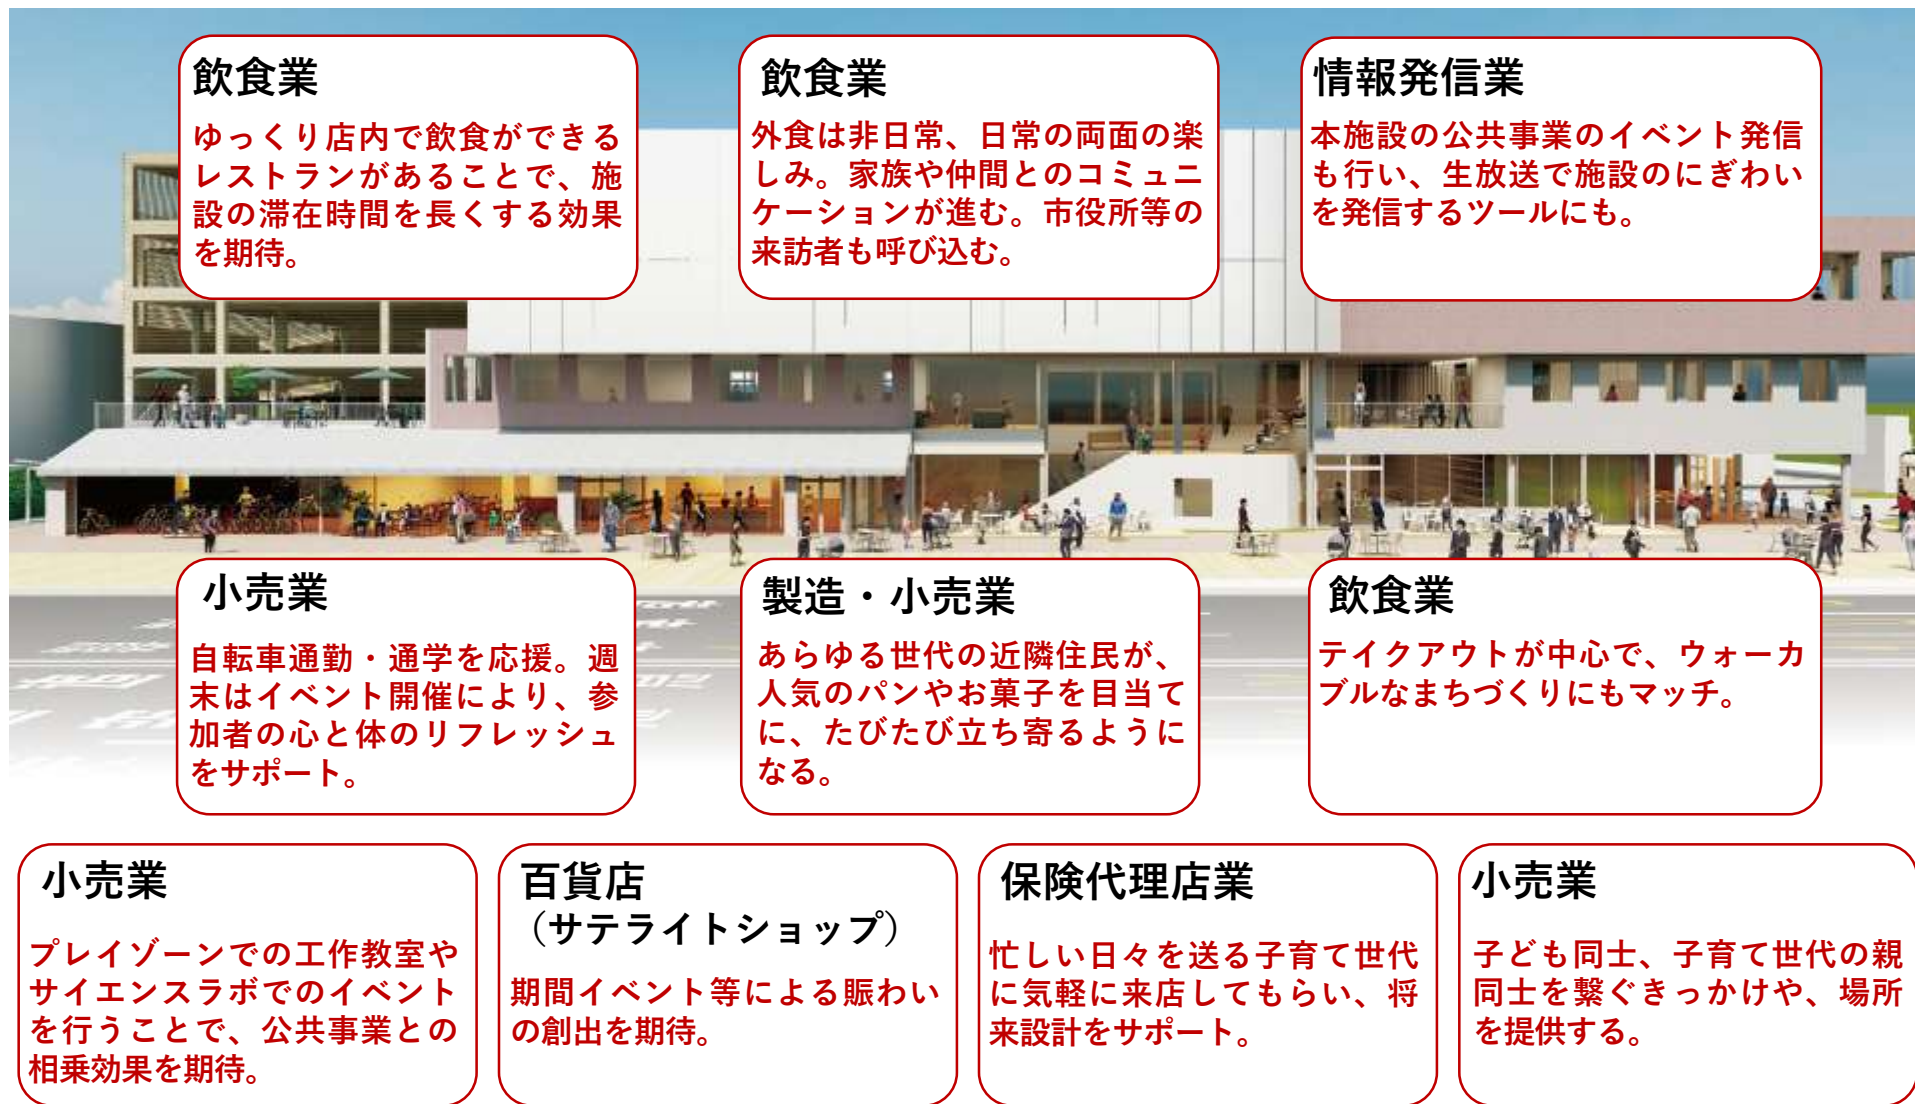 飲食業
ゆっくり店内で飲食ができる
レストランがあることで、施
設の滞在時間を長くする効果
を期待。
飲食業
外食は非日常、日常の両面の楽
しみ。家族や仲間とのコミュニ
ケーションが進む。市役所等の
来訪者も呼び込む。
情報発信業
本施設の公共事業のイベント発信
も行い、生放送で施設のにぎわい
を発信するツールにも。
小売業
自転車通勤・通学を応援。週
末はイベント開催により、参
加者の心と体のリフレッシュ
をサポート。
製造・小売業
あらゆる世代の近隣住民が、
人気のパンやお菓子を目当て
に、たびたび立ち寄るように
なる。
飲食業
テイクアウトが中心で、ウォーカ
ブルなまちづくりにもマッチ。
小売業
プレイゾーンでの工作教室や
サイエンスラボでのイベント
を行うことで、公共事業との
相乗効果を期待。
百貨店
（サテライトショップ）
期間イベント等による賑わい
の創出を期待。
保険代理店業
忙しい日々を送る子育て世代
に気軽に来店してもらい、将
来設計をサポート。
小売業
子ども同士、子育て世代の親
同士を繋ぐきっかけや、場所
を提供する。